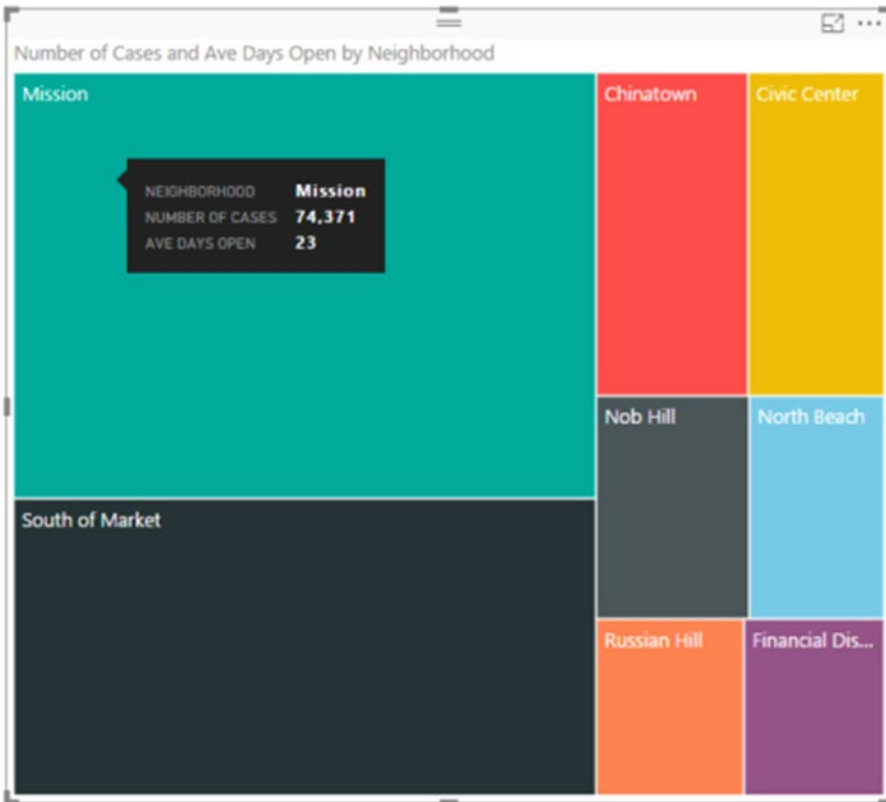 Number of Cases and Ave Days Open by Neighborhood
Mission
Chinatown
Civic Center
NEIGHBORHOOD Mission
NUMBER OF CASES 74,371
AVE DAYS OPEN 23
Nob Hill
North Beach
South of Market
Russian Hill
Financial Dis...